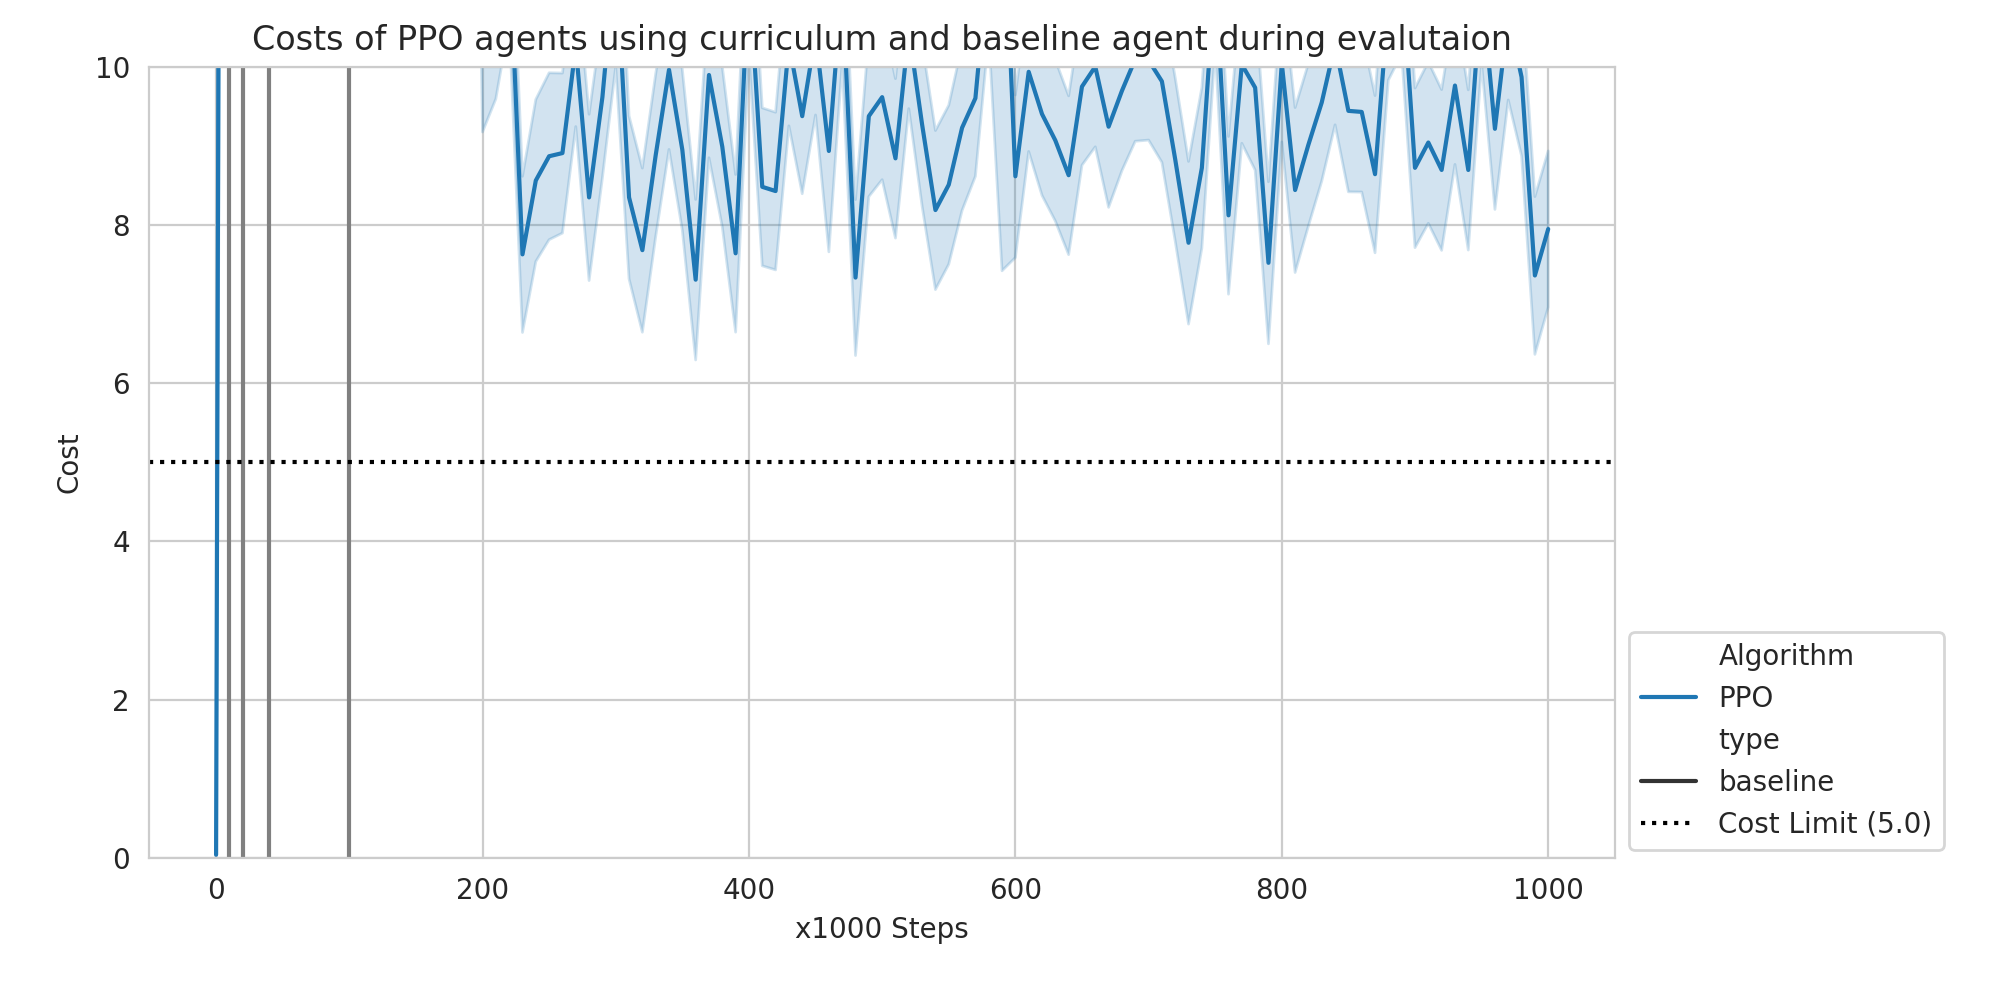 Costs of PPO agents using curriculum and baseline agent during evalutaion
10
8
6
4
2
0
Cost
0 200 400 600 800 1000
x1000 Steps
Algorithm
PPO
type
baseline
Cost Limit (5.0)